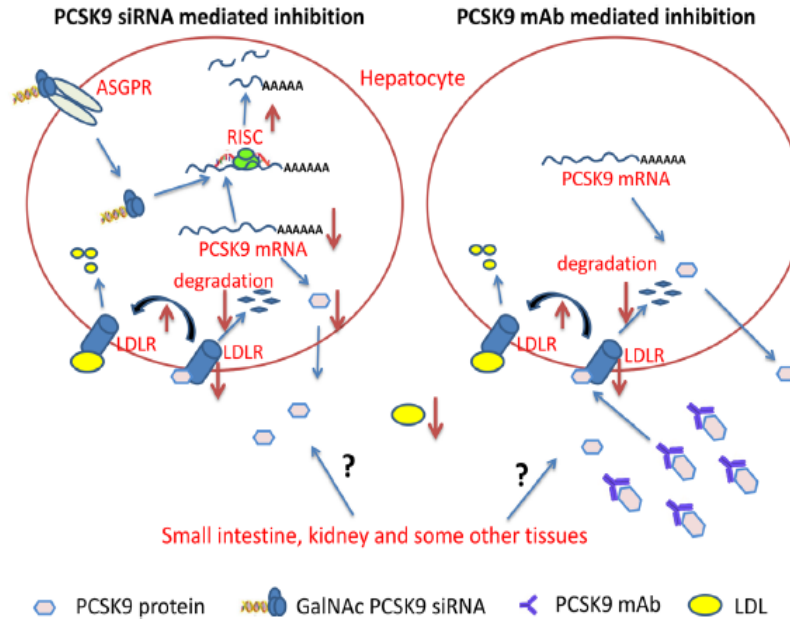 PCSK9 siRNA mediated inhibition
PCSK9 mAb mediated inhibition
ASGPR
AAAAA
Hepatocyte
RISC
AAAAAA
AAAAAA
PCSK9 mRNA
degradation
LDLR
LDLR
AAAAAA
PCSK9 mRNA
degradation
LDLR
LDLR
?
?
Small intestine, kidney and some other tissues
PCSK9 protein
GalNAc PCSK9 siRNA
PCSK9 mAb
LDL